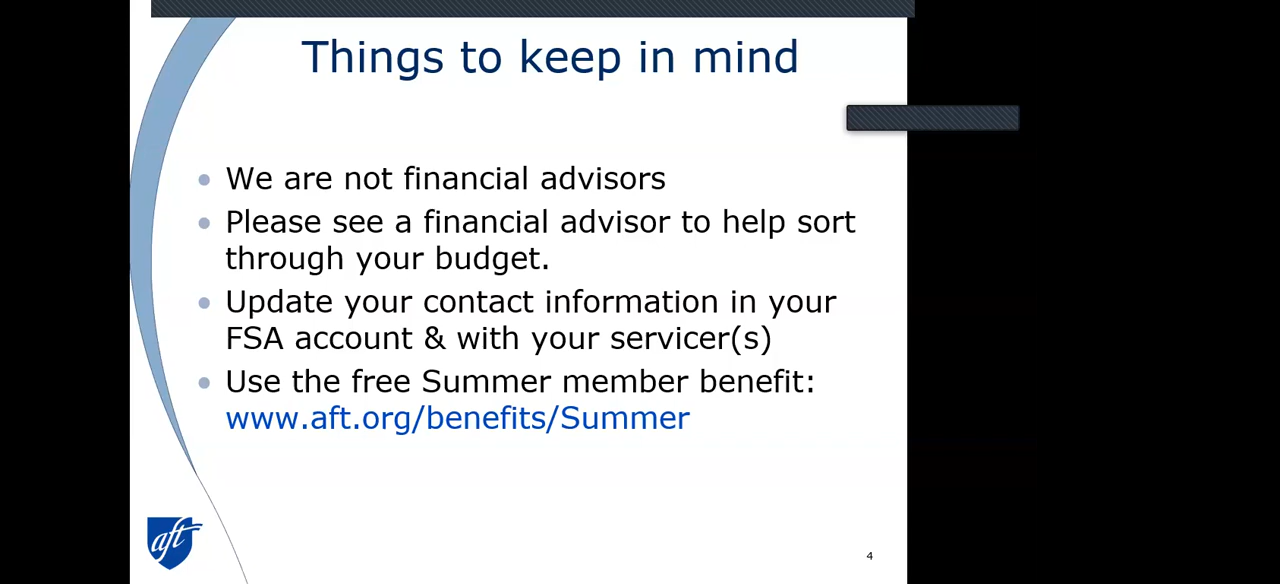 Things to keep in mind
We are not financial advisors
Please see a financial advisor to help sort
through your budget.
Update your contact information in your
FSA account & with your servicer(s)
Use the free Summer member benefit:
www.aft.org/benefits/Summer
aft
4